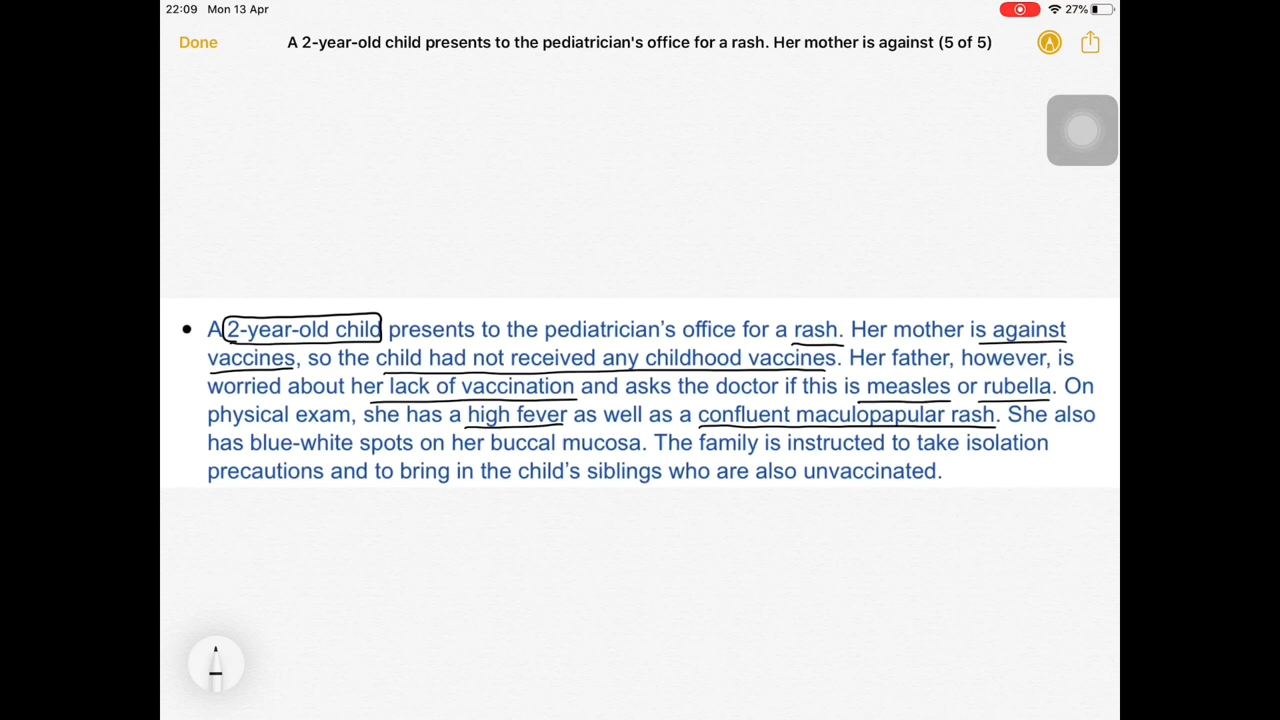 22:09 Mon 13 Apr 27%
Done A 2-year-old child presents to the pediatrician's office for a rash. Her mother is against (5 of 5)
• A 2-year-old child presents to the pediatrician’s office for a rash. Her mother is against
vaccines, so the child had not received any childhood vaccines. Her father, however, is
worried about her lack of vaccination and asks the doctor if this is measles or rubella. On
physical exam, she has a high fever as well as a confluent maculopapular rash. She also
has blue-white spots on her buccal mucosa. The family is instructed to take isolation
precautions and to bring in the child’s siblings who are also unvaccinated.